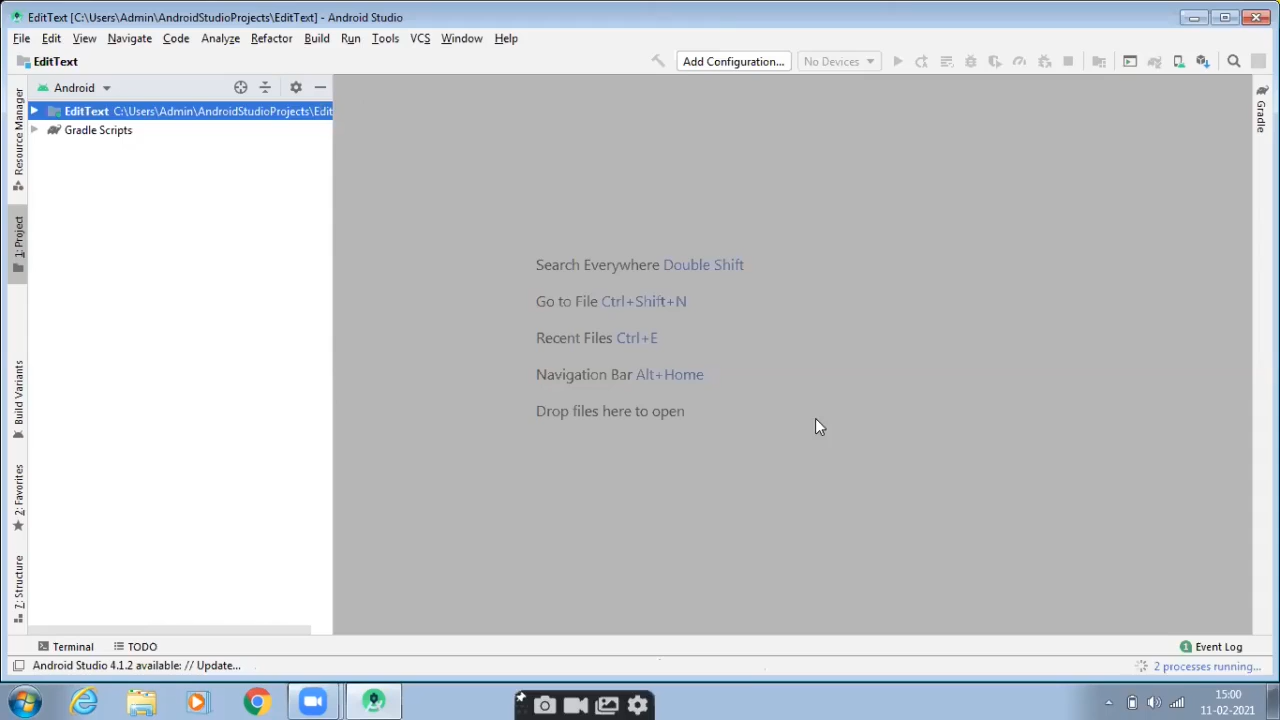 EditText [C:\Users\Admin\AndroidStudioProjects\EditText] - Android Studio
File Edit View Navigate Code Analyze Refactor Build Run Tools VCS Window Help
EditText Add Configuration... No Devices
Android
EditText C:\Users\Admin\AndroidStudioProjects\Edit
Gradle Scripts
Resource Manager
1: Project
Build Variants
2: Favorites
7: Structure
Gradle
Search Everywhere Double Shift
Go to File Ctrl+Shift+N
Recent Files Ctrl+E
Navigation Bar Alt+Home
Drop files here to open
Terminal TODO 1 Event Log
Android Studio 4.1.2 available: // Update... 2 processes running...
15:00
11-02-2021